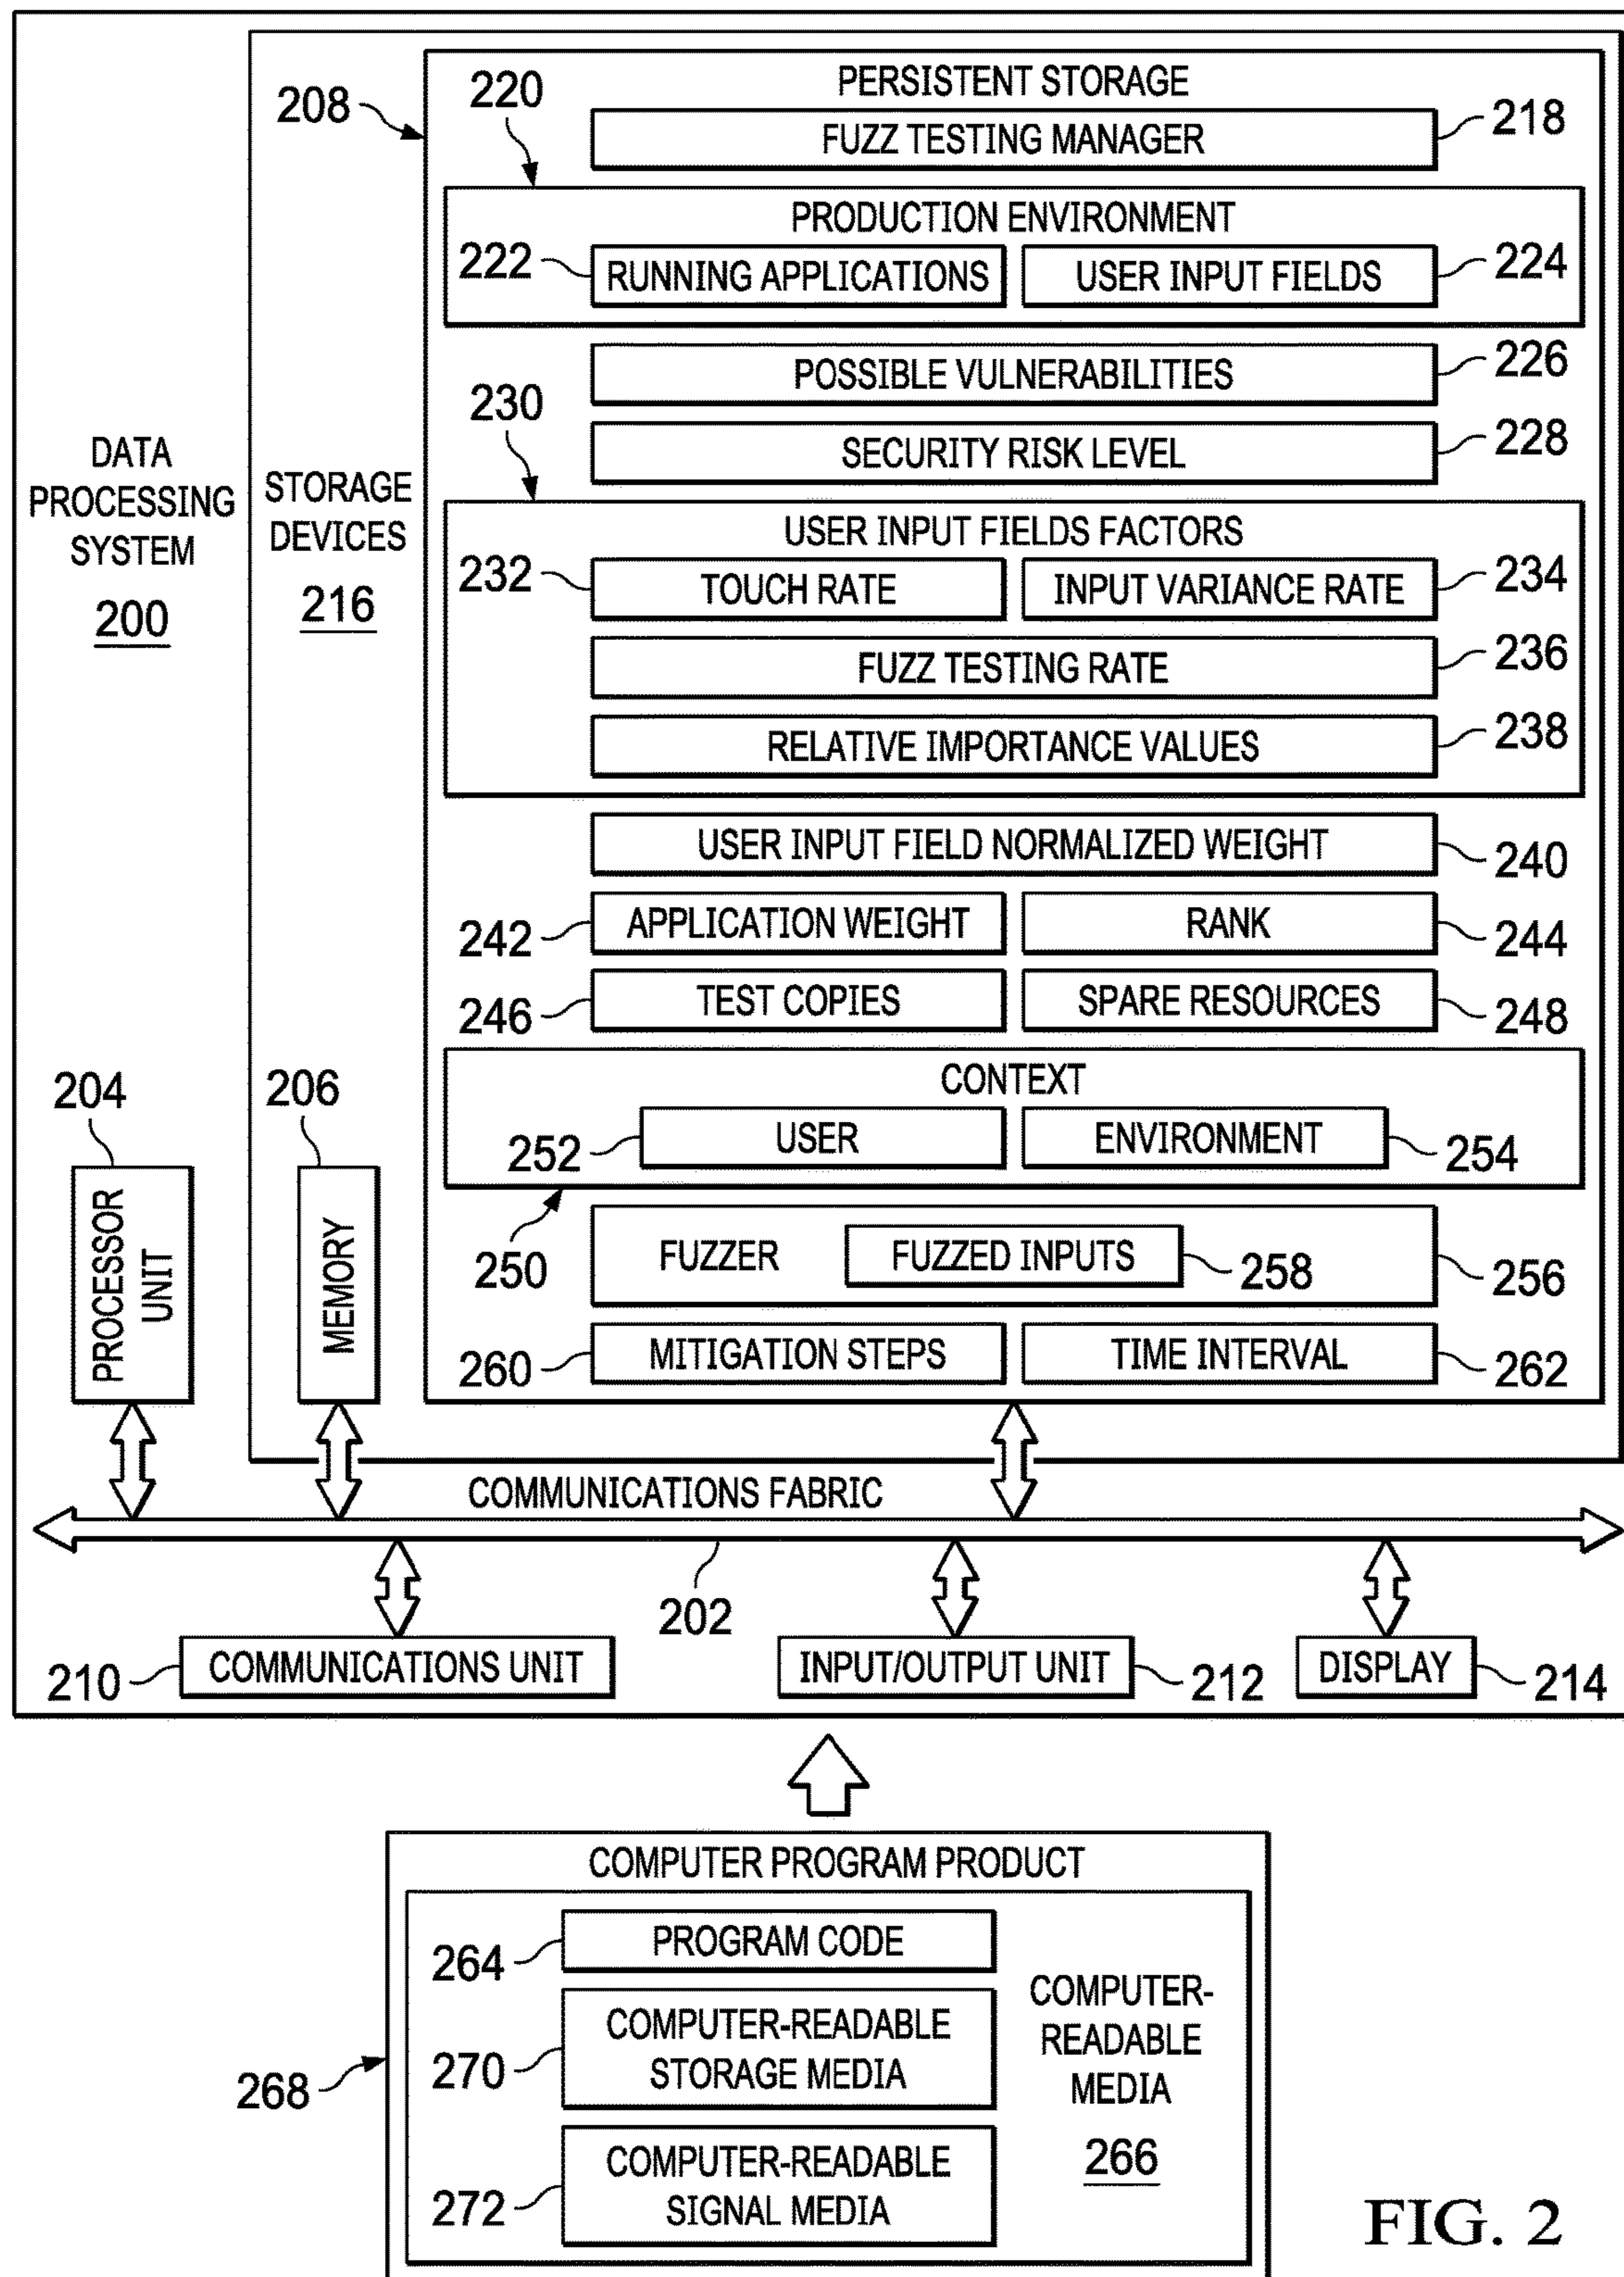 DATA
PROCESSING
SYSTEM
200
STORAGE
DEVICES
216
208
PERSISTENT STORAGE
FUZZ TESTING MANAGER
218
220
PRODUCTION ENVIRONMENT
222
RUNNING APPLICATIONS
USER INPUT FIELDS
224
POSSIBLE VULNERABILITIES
226
SECURITY RISK LEVEL
228
230
USER INPUT FIELDS FACTORS
232
TOUCH RATE
INPUT VARIANCE RATE
234
FUZZ TESTING RATE
236
RELATIVE IMPORTANCE VALUES
238
USER INPUT FIELD NORMALIZED WEIGHT
240
242
APPLICATION WEIGHT
RANK
244
246
TEST COPIES
SPARE RESOURCES
248
CONTEXT
252
USER
ENVIRONMENT
254
250
FUZZER
FUZZED INPUTS
258
256
260
MITIGATION STEPS
TIME INTERVAL
262
204
PROCESSOR
UNIT
206
MEMORY
COMMUNICATIONS FABRIC
202
210
COMMUNICATIONS UNIT
INPUT/OUTPUT UNIT
212
DISPLAY
214
COMPUTER PROGRAM PRODUCT
264
PROGRAM CODE
270
COMPUTER-READABLE
STORAGE MEDIA
268
272
COMPUTER-READABLE
SIGNAL MEDIA
COMPUTER-
READABLE
MEDIA
266
FIG. 2